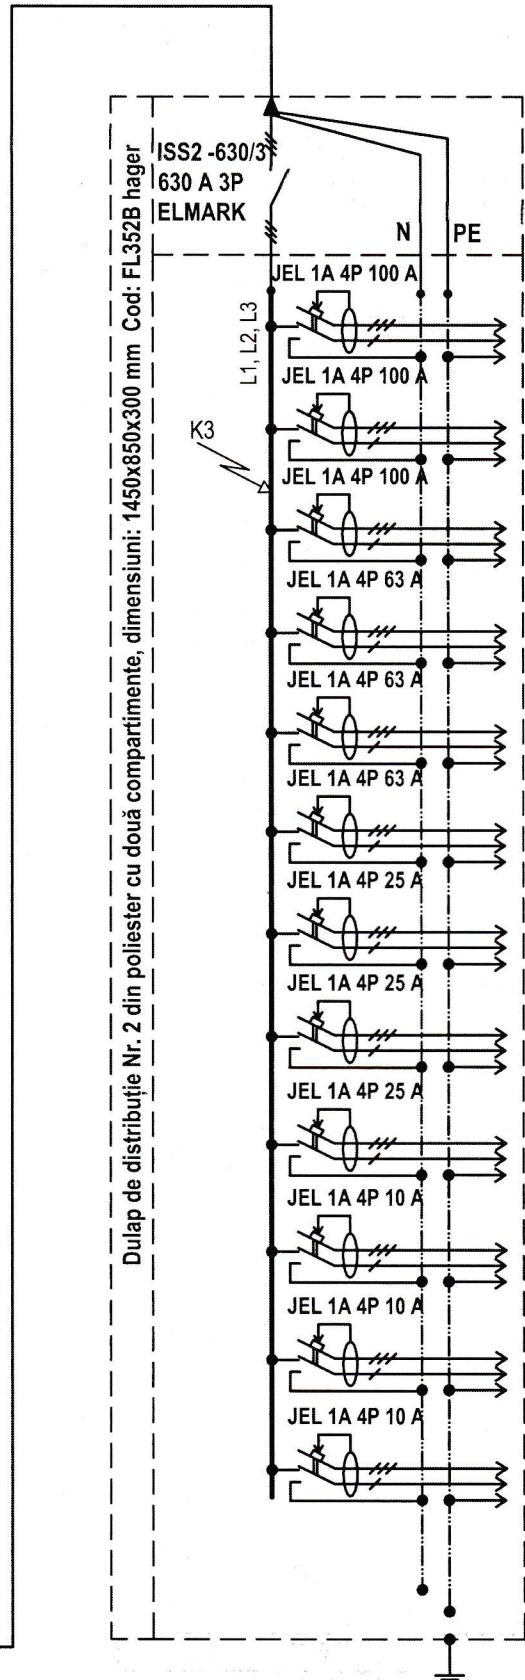 Dulap de distribuție Nr. 2 din poliester cu două compartimente, dimensiuni: 1450x850x300 mm Cod: FL352B hager
ISS2 -630/3
630 A 3P
ELMARK
N
PE
JEL 1A 4P 100 A
L1, L2, L3
JEL 1A 4P 100 A
K3
JEL 1A 4P 100 A
JEL 1A 4P 63 A
JEL 1A 4P 63 A
JEL 1A 4P 63 A
JEL 1A 4P 25 A
JEL 1A 4P 25 A
JEL 1A 4P 25 A
JEL 1A 4P 10 A
JEL 1A 4P 10 A
JEL 1A 4P 10 A